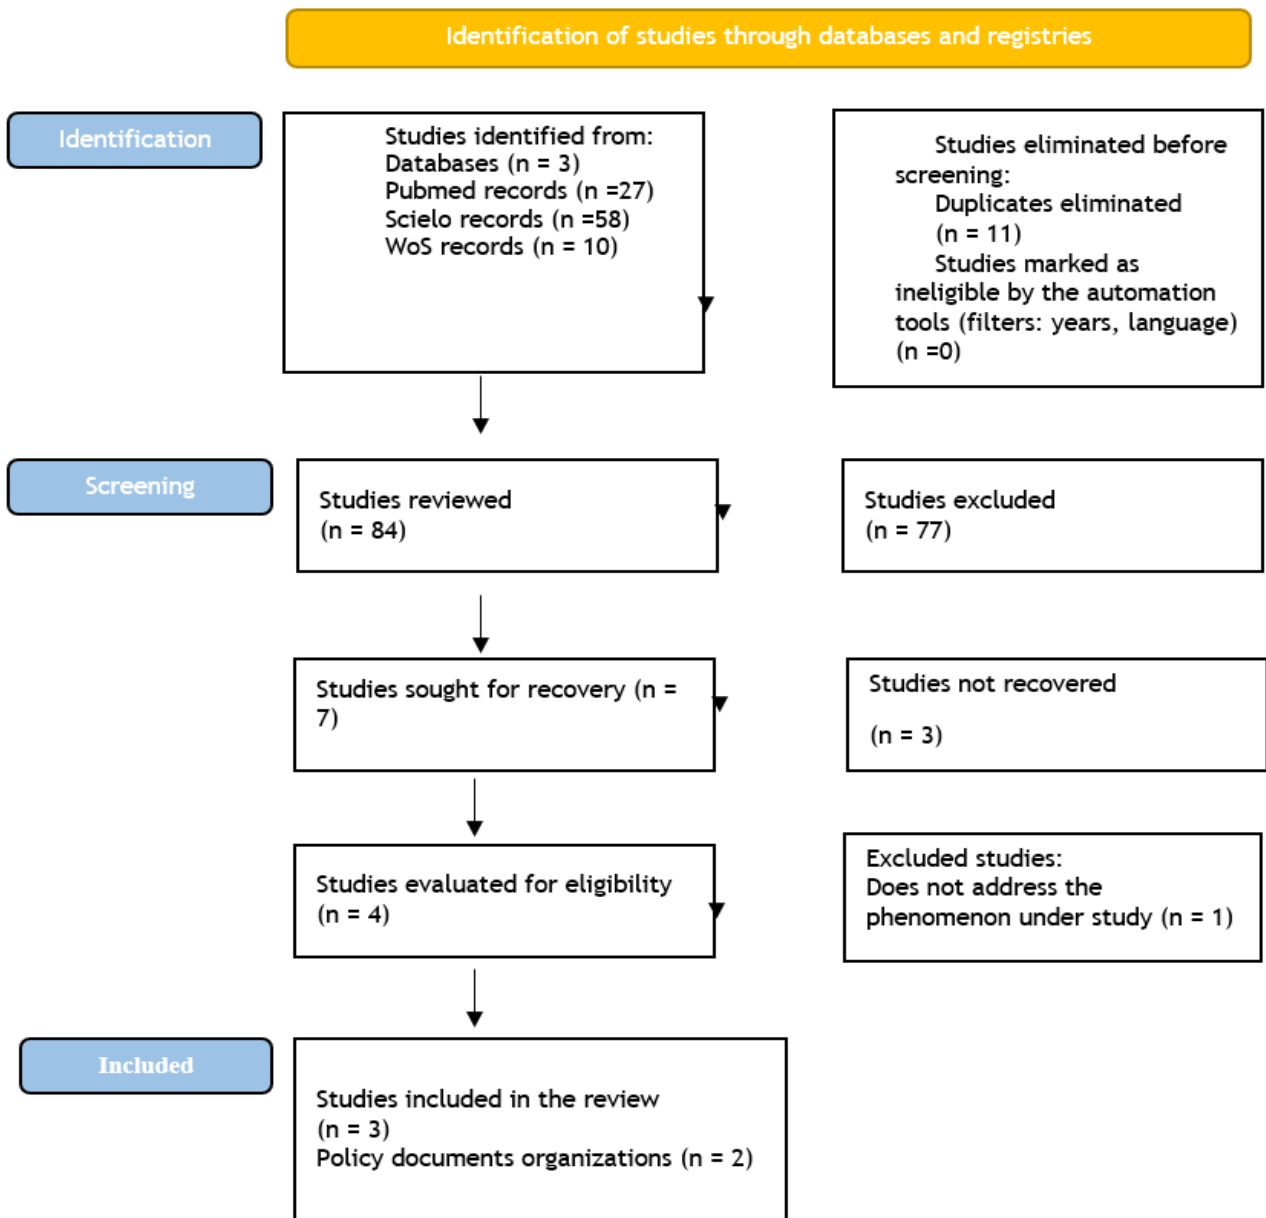 Identification of studies through databases and registries
Identification
Studies identified from:
Databases (n = 3)
Pubmed records (n =27)
Scielo records (n =58)
WoS records (n = 10)
Studies eliminated before
screening:
Duplicates eliminated
(n = 11)
Studies marked as
ineligible by the automation
tools (filters: years, language)
(n =0)
Screening
Studies reviewed
(n = 84)
Studies excluded
(n = 77)
Studies sought for recovery (n =
7)
Studies not recovered
(n = 3)
Studies evaluated for eligibility
(n = 4)
Excluded studies:
Does not address the
phenomenon under study (n = 1)
Included
Studies included in the review
(n = 3)
Policy documents organizations (n = 2)